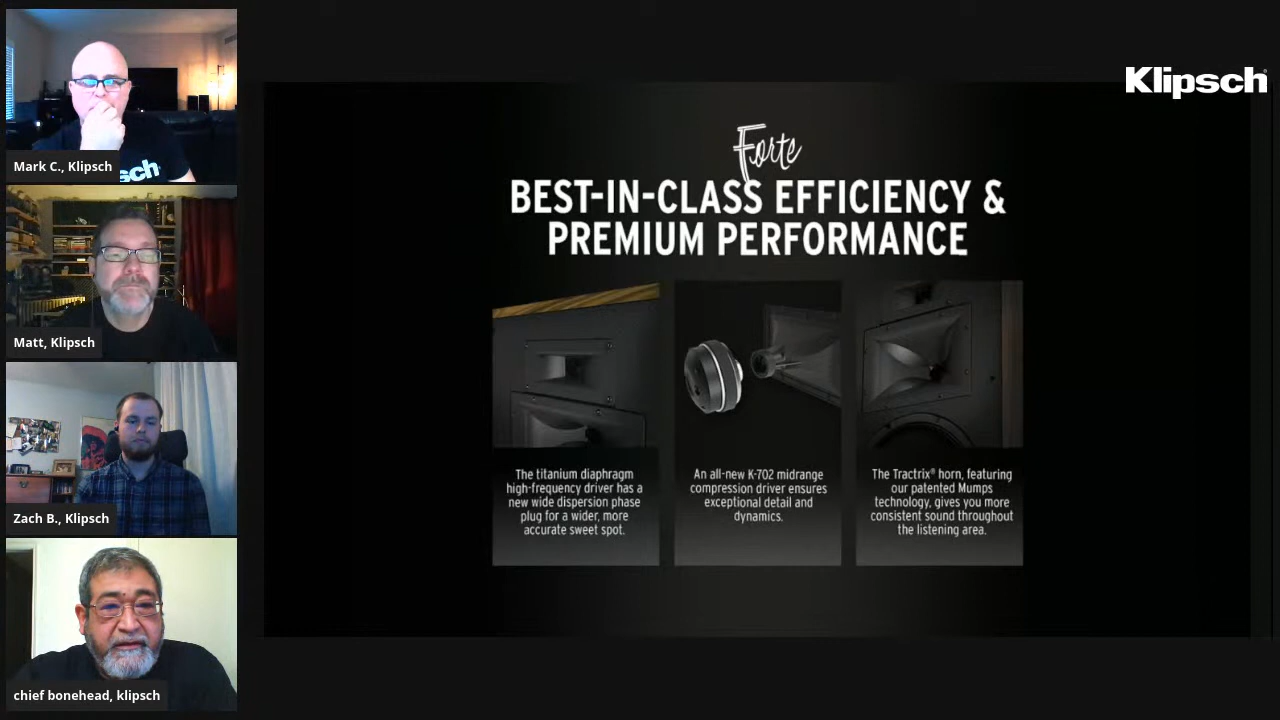 Klipsch
Forte
BEST-IN-CLASS EFFICIENCY &
PREMIUM PERFORMANCE
The titanium diaphragm
high-frequency driver has a
new wide dispersion phase
plug for a wider, more
accurate sweet spot.
An all-new K-702 midrange
compression driver ensures
exceptional detail and
dynamics.
The Tractrix® horn, featuring
our patented Mumps
technology, gives you more
consistent sound throughout
the listening area.
sch
Mark C., Klipsch
Matt, Klipsch
Zach B., Klipsch
chief bonehead, klipsch